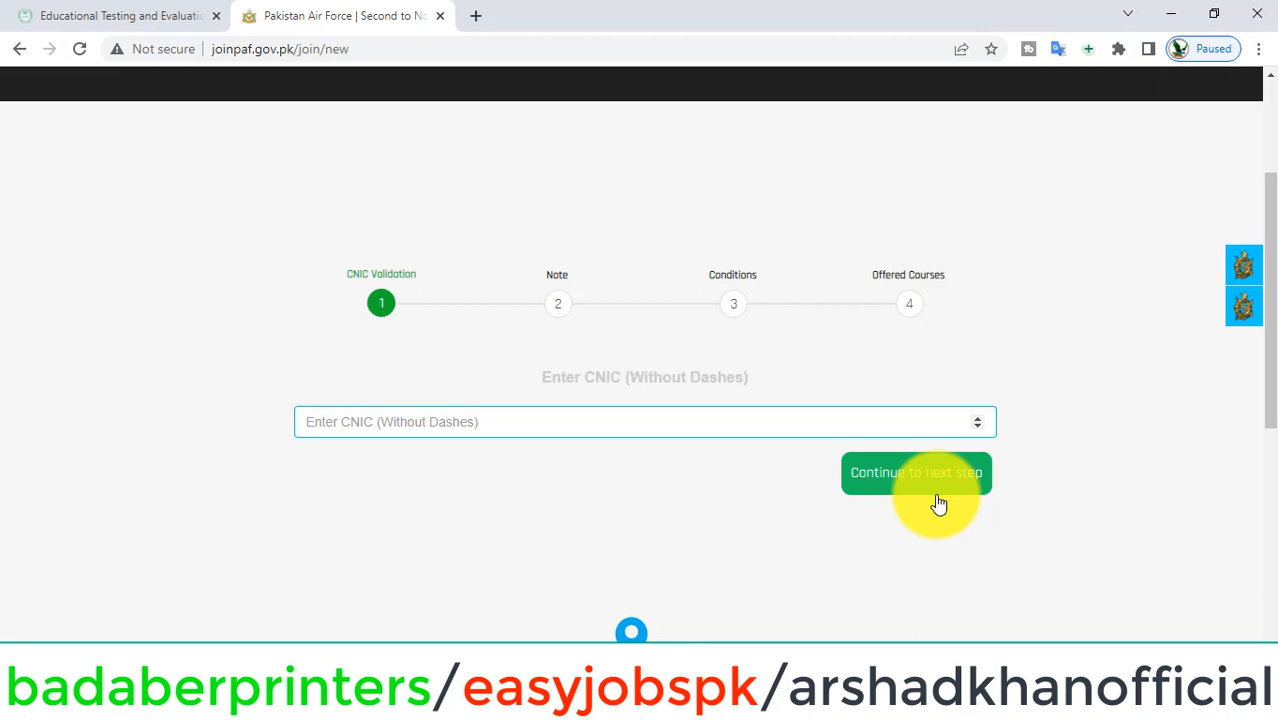 Educational Testing and Evaluatic
Pakistan Air Force | Second to No
Not secure
joinpaf.gov.pk/join/new
Paused
CNIC Validation
Note
Conditions
Offered Courses
1
2
3
4
Enter CNIC (Without Dashes)
Enter CNIC (Without Dashes)
Continue to next step
badaberprinters/easyjobspk/arshadkhanofficial